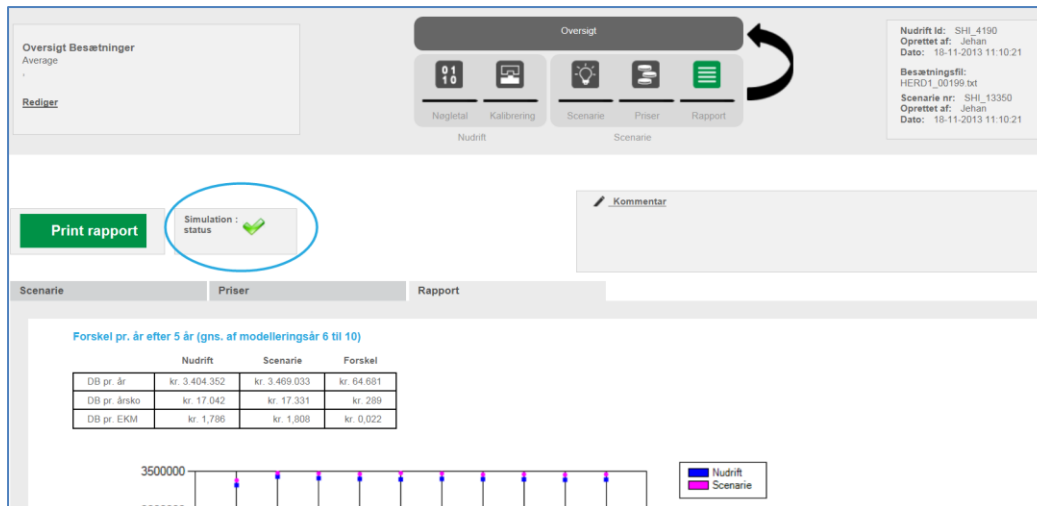 Oversigt Besætninger
Average
.
Rediger
Oversigt
01
10
Nøgletal Kalibrering Scenarie Priser Rapport
Nudrift Scenarie
Nudrift Id: SHI_4190
Oprettet af: Jehan
Dato: 18-11-2013 11:10:21
Besætningsfil:
HERD1_00199.txt
Scenarie nr: SHI_13350
Oprettet af: Jehan
Dato: 18-11-2013 11:10:21
Print rapport
Simulation :
status
Kommentar
Scenarie Priser Rapport
Forskel pr. år efter 5 år (gns. af modelleringsår 6 til 10)
Nudrift Scenarie Forskel
DB pr. år kr. 3.404.352 kr. 3.469.033 kr. 64.681
DB pr. årsko kr. 17.042 kr. 17.331 kr. 289
DB pr. EKM kr. 1,786 kr. 1,808 kr. 0,022
3500000
Nudrift
Scenarie